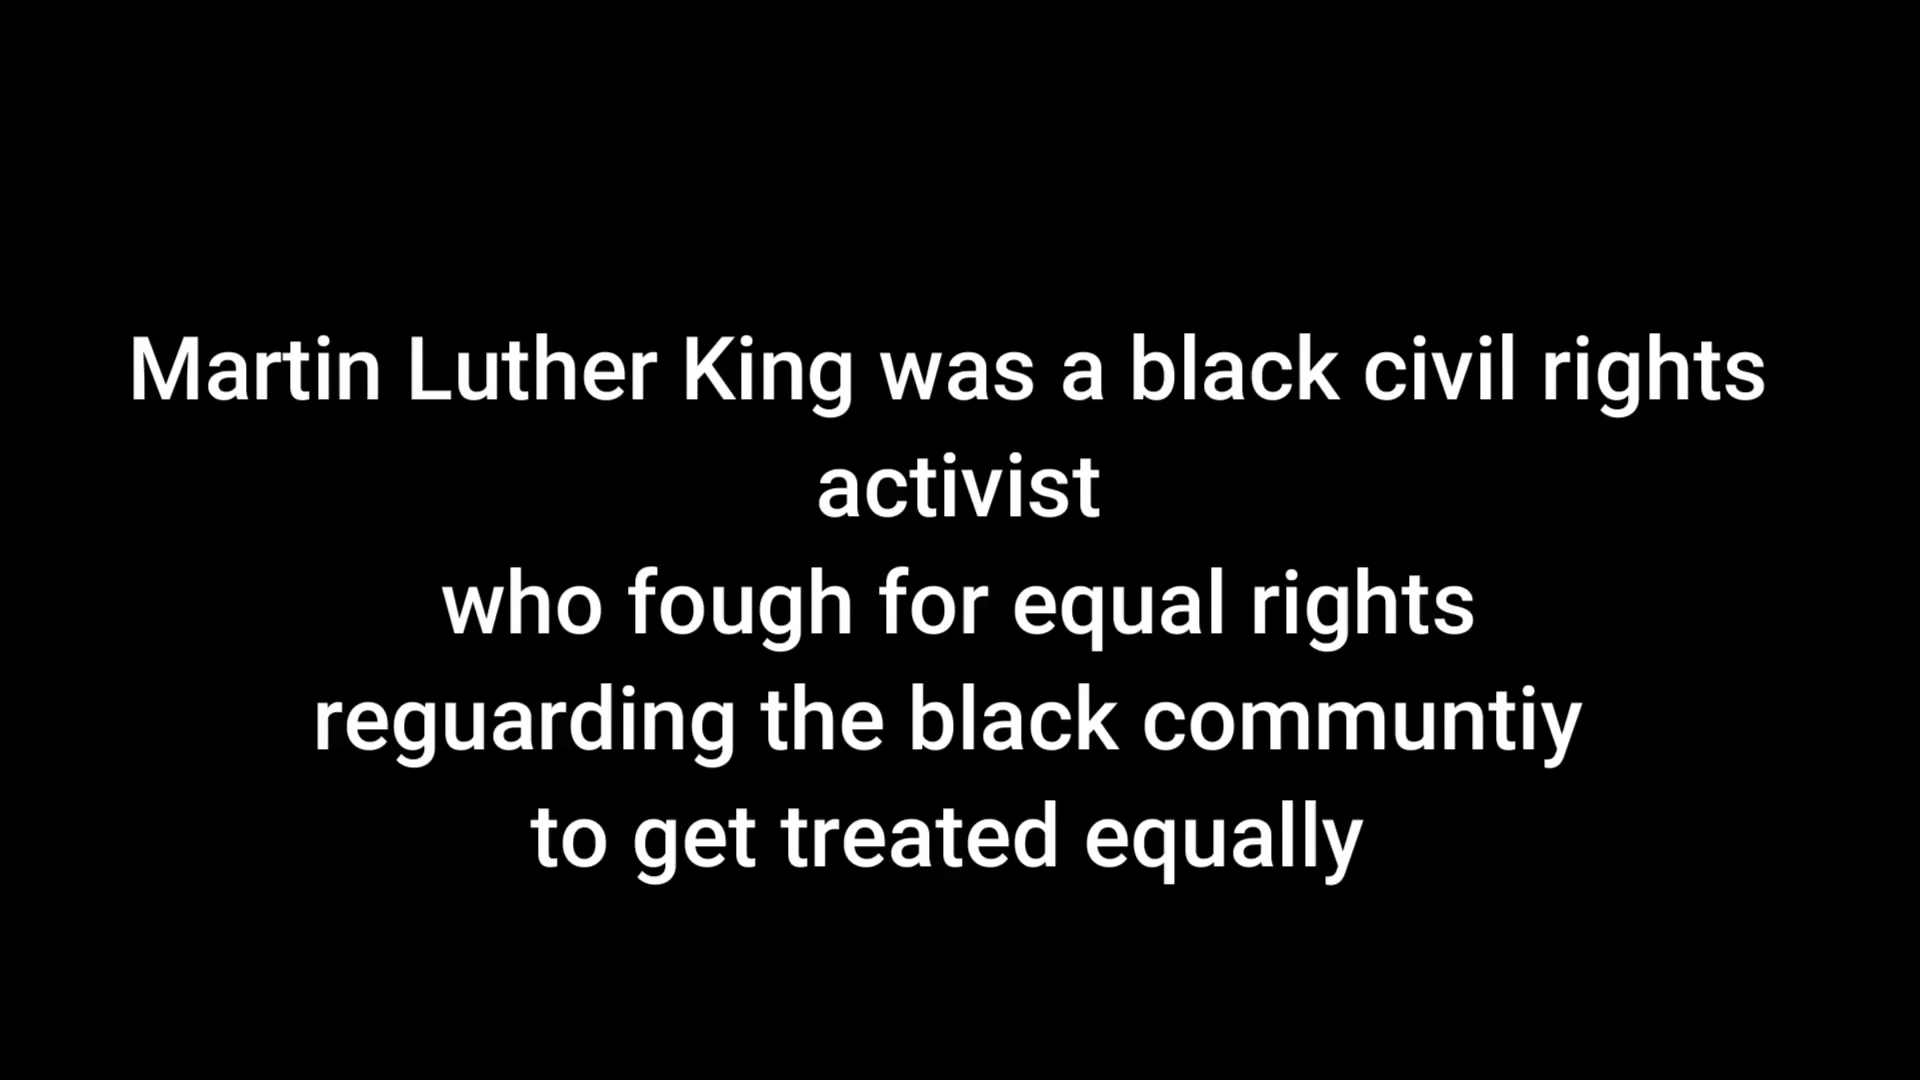 Martin Luther King was a black civil rights
activist
who fough for equal rights
reguarding the black communtiy
to get treated equally